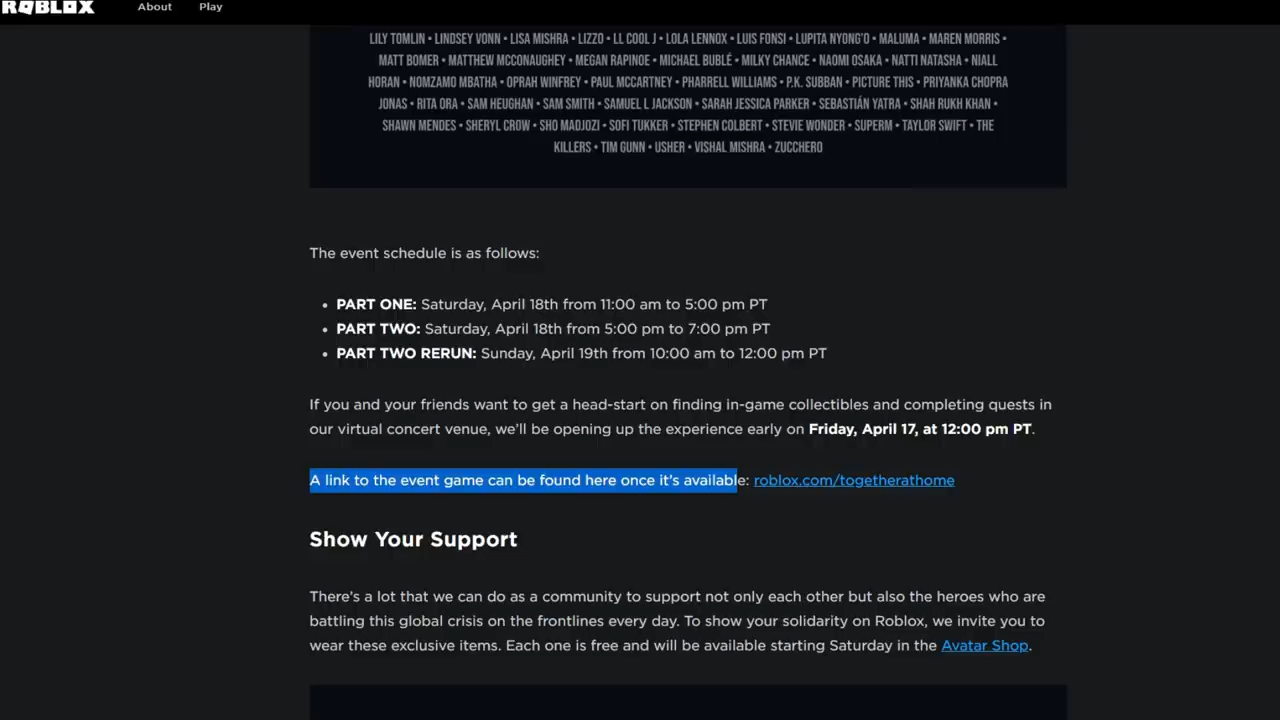 ROBLOX About Play
LILY TOMLIN • LINDSEY VONN • LISA MISHRA • LIZZO • LL COOL J • LOLA LENNOX • LUIS FONSI • LUPITA NYONG'O • MALUMA • MAREN MORRIS •
MATT BOMER • MATTHEW MCCONAUGHEY • MEGAN RAPINOE • MICHAEL BUBLÉ • MILKY CHANCE • NAOMI OSAKA • NATTI NATASHA • NIALL
HORAN • NOMZAMO MBATHA • OPRAH WINFREY • PAUL MCCARTNEY • PHARRELL WILLIAMS • P.K. SUBBAN • PICTURE THIS • PRIYANKA CHOPRA
JONAS • RITA ORA • SAM HEUGHAN • SAM SMITH • SAMUEL L JACKSON • SARAH JESSICA PARKER • SEBASTIÁN YATRA • SHAH RUKH KHAN •
SHAWN MENDES • SHERYL CROW • SHO MADJOZI • SOFI TUKKER • STEPHEN COLBERT • STEVIE WONDER • SUPERM • TAYLOR SWIFT • THE
KILLERS • TIM GUNN • USHER • VISHAL MISHRA • ZUCCHERO
The event schedule is as follows:
• PART ONE: Saturday, April 18th from 11:00 am to 5:00 pm PT
• PART TWO: Saturday, April 18th from 5:00 pm to 7:00 pm PT
• PART TWO RERUN: Sunday, April 19th from 10:00 am to 12:00 pm PT
If you and your friends want to get a head-start on finding in-game collectibles and completing quests in
our virtual concert venue, we'll be opening up the experience early on Friday, April 17, at 12:00 pm PT.
A link to the event game can be found here once it's available: roblox.com/togetherathome
Show Your Support
There's a lot that we can do as a community to support not only each other but also the heroes who are
battling this global crisis on the frontlines every day. To show your solidarity on Roblox, we invite you to
wear these exclusive items. Each one is free and will be available starting Saturday in the Avatar Shop.